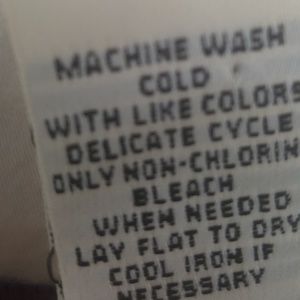 MACHINE WASH
COLD
WITH LIKE COLORS
DELICATE CYCLE
ONLY NON-CHLORIN
BLEACH
WHEN NEEDED
LAY FLAT TO DRY
COOL IRON IF
NECESSARY